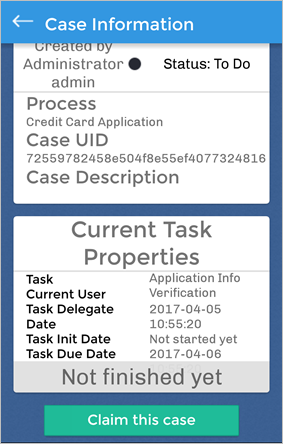 Case Information
Created by
Administrator
admin
Status: To Do
Process
Credit Card Application
Case UID
72559782458e504f8e55ef4077324816
Case Description
Current Task
Properties
Task Application Info
Current User Verification
Task Delegate 2017-04-05
Date 10:55:20
Task Init Date Not started yet
Task Due Date 2017-04-06
Not finished yet
Claim this case